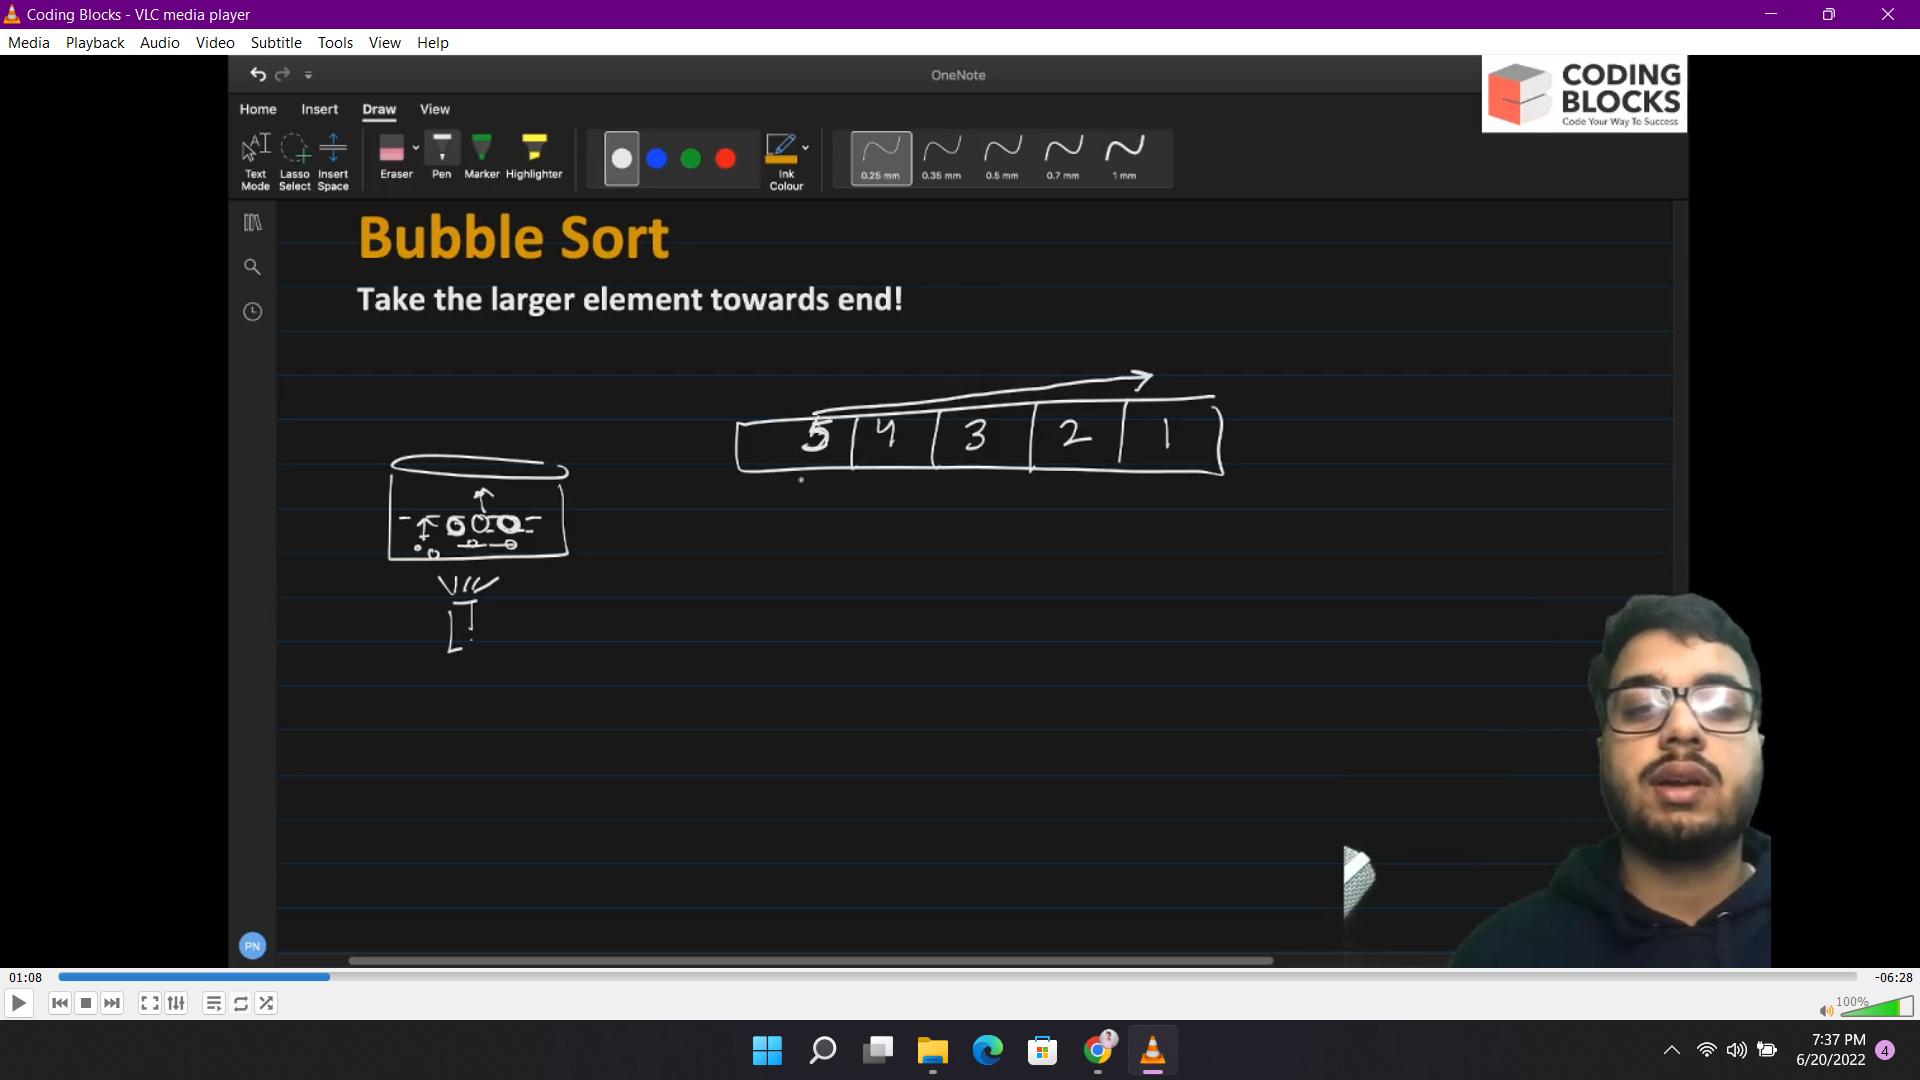 Coding Blocks - VLC media player
Media Playback Audio Video Subtitle Tools View Help
OneNote
CODING
BLOCKS
Code Your Way To Success
Home Insert Draw View
Text Mode
Lasso Select
Insert Space
Eraser
Pen
Marker
Highlighter
Ink Colour
0.25 mm 0.35 mm 0.5 mm 0.7 mm 1 mm
Bubble Sort
Take the larger element towards end!
5 4 3 2 1
PN
01:08 -06:28
100%
7:37 PM
6/20/2022 4